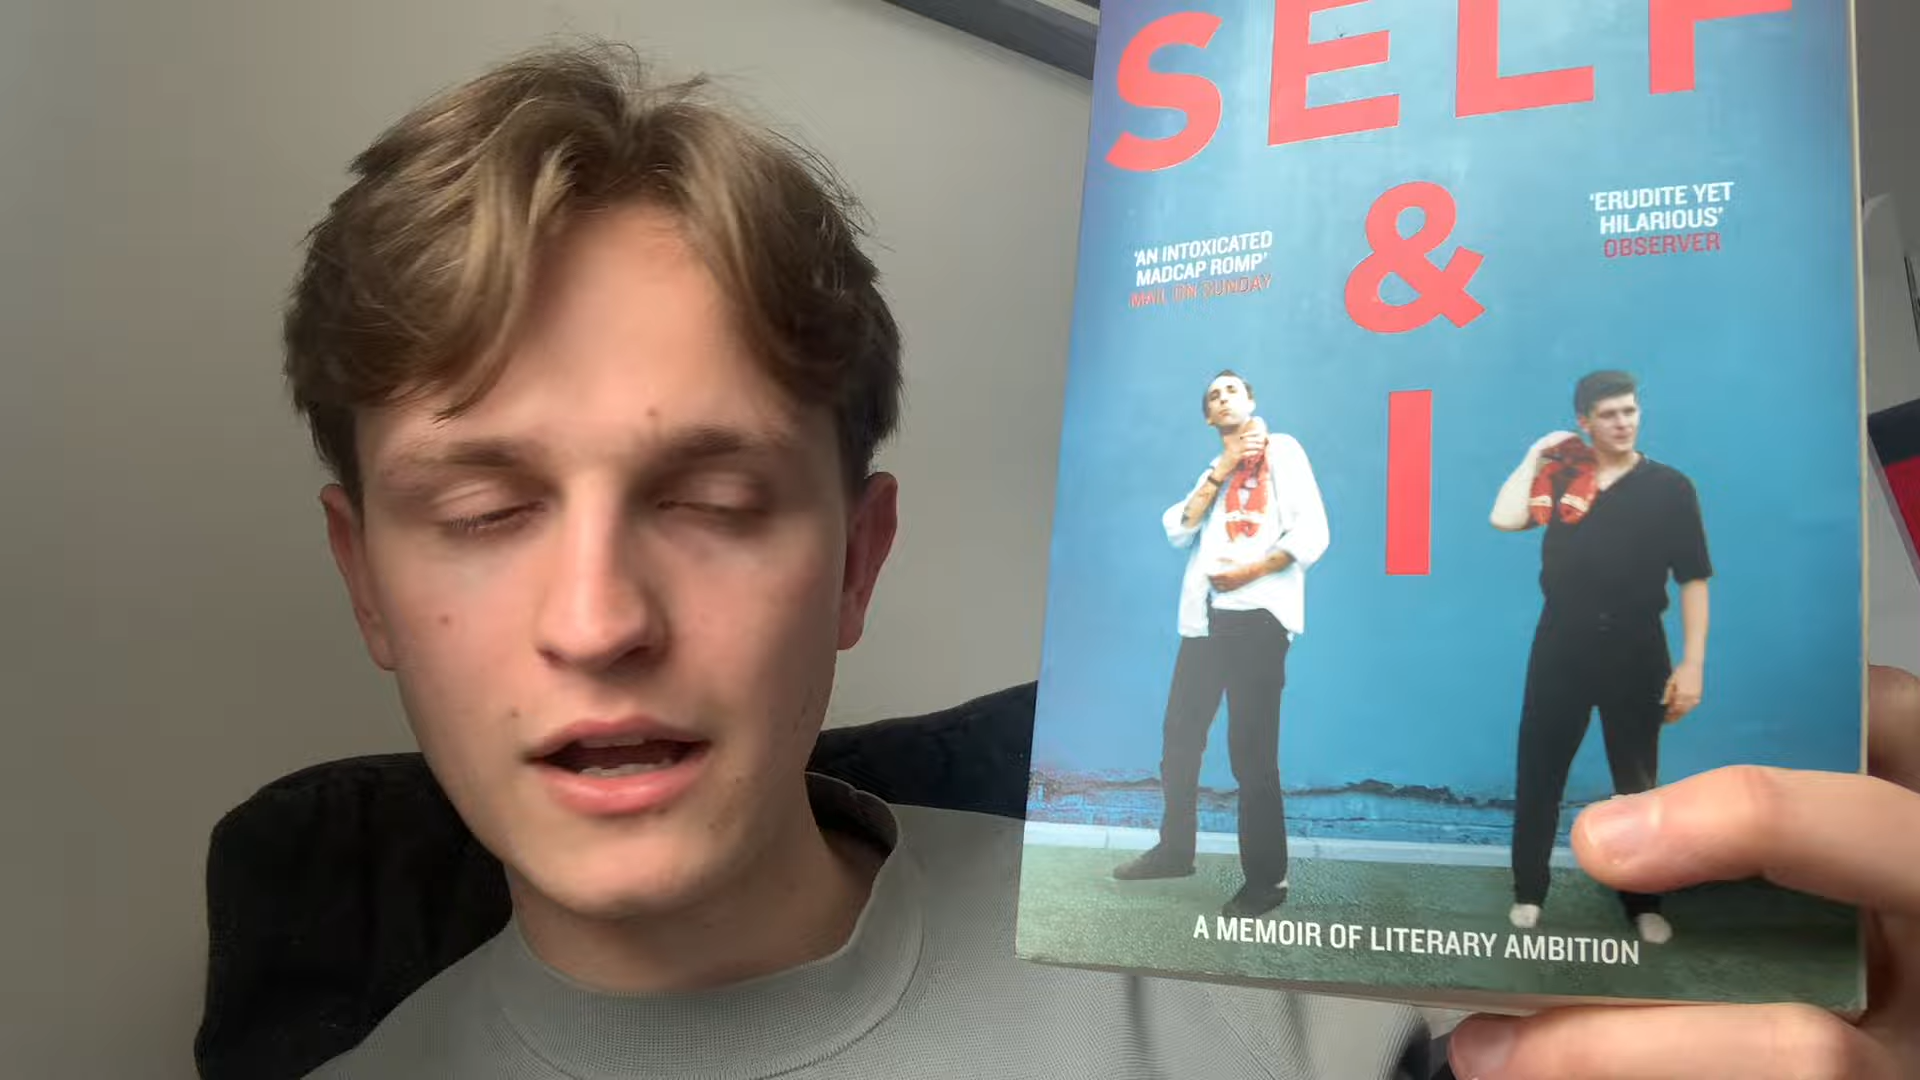 SELF
&
I
'AN INTOXICATED
MADCAP ROMP'
MAIL ON SUNDAY
'ERUDITE YET
HILARIOUS'
OBSERVER
A MEMOIR OF LITERARY AMBITION